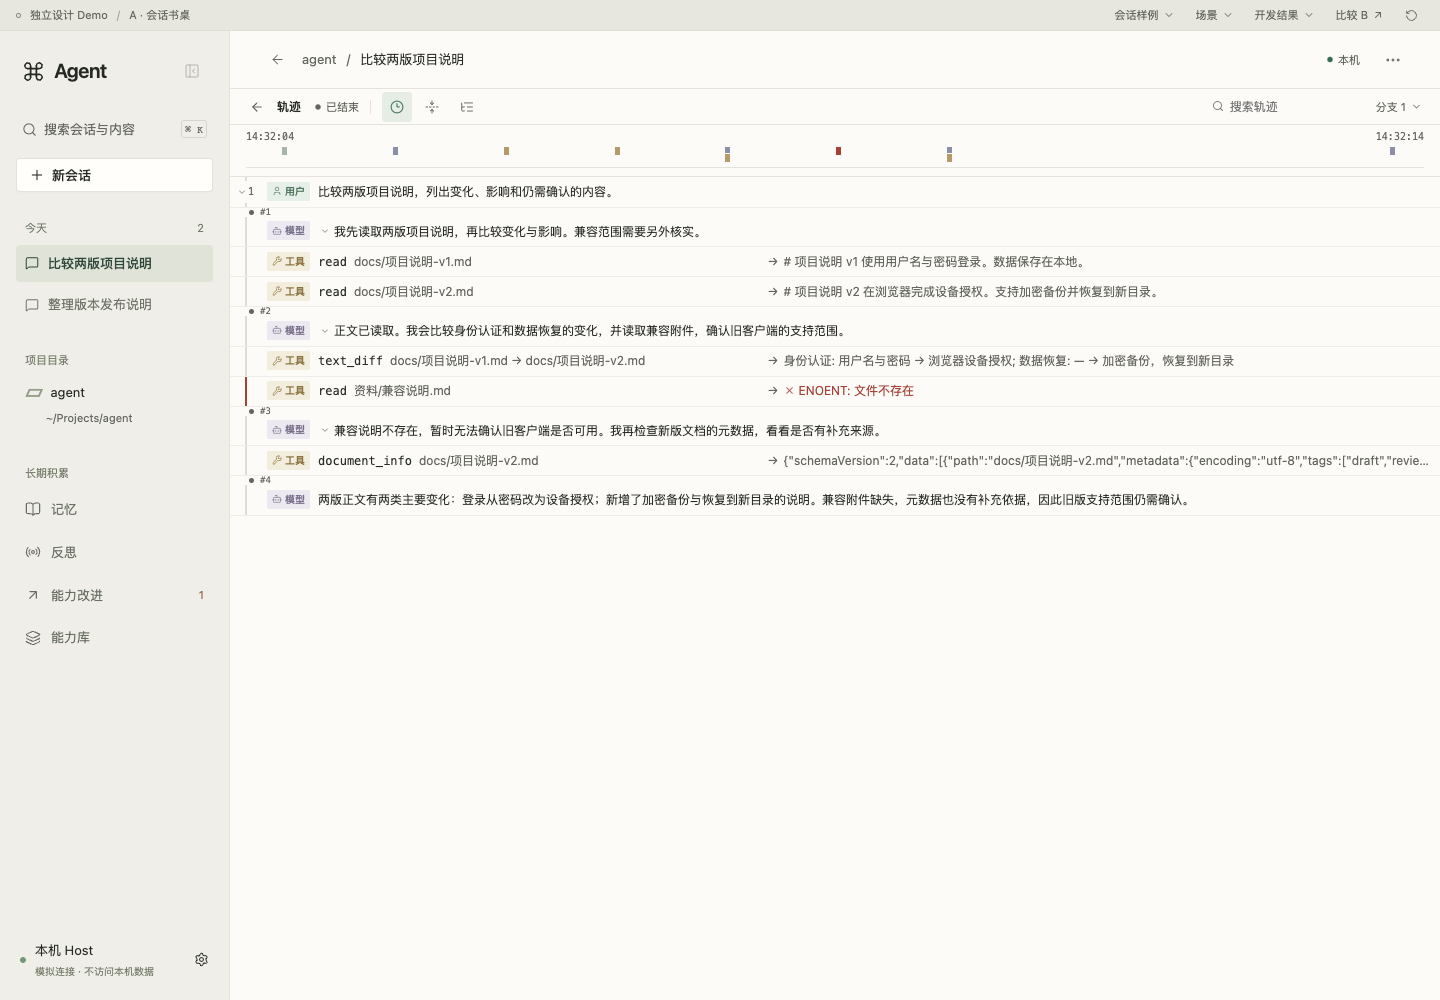 独立设计 Demo / A · 会话书桌
会话样例 场景 开发结果 比较 B ↗
Agent
搜索会话与内容 ⌘ K
+ 新会话
今天 2
比较两版项目说明
整理版本发布说明
项目目录
agent
~/Projects/agent
长期积累
记忆
反思
能力改进 1
能力库
本机 Host
模拟连接 · 不访问本机数据
← agent / 比较两版项目说明
本机 •••
← 轨迹 已结束
搜索轨迹 分支 1
14:32:04 14:32:14
1 用户 比较两版项目说明，列出变化、影响和仍需确认的内容。
#1
模型 我先读取两版项目说明，再比较变化与影响。兼容范围需要另外核实。
工具 read docs/项目说明-v1.md → # 项目说明 v1 使用用户名与密码登录。数据保存在本地。
工具 read docs/项目说明-v2.md → # 项目说明 v2 在浏览器完成设备授权。支持加密备份并恢复到新目录。
#2
模型 正文已读取。我会比较身份认证和数据恢复的变化，并读取兼容附件，确认旧客户端的支持范围。
工具 text_diff docs/项目说明-v1.md → docs/项目说明-v2.md → 身份认证: 用户名与密码 → 浏览器设备授权; 数据恢复: — → 加密备份，恢复到新目录
工具 read 资料/兼容说明.md → × ENOENT: 文件不存在
#3
模型 兼容说明不存在，暂时无法确认旧客户端是否可用。我再检查新版文档的元数据，看看是否有补充来源。
工具 document_info docs/项目说明-v2.md → {"schemaVersion":2,"data":[{"path":"docs/项目说明-v2.md","metadata":{"encoding":"utf-8","tags":["draft","revie...
#4
模型 两版正文有两类主要变化：登录从密码改为设备授权；新增了加密备份与恢复到新目录的说明。兼容附件缺失，元数据也没有补充依据，因此旧版支持范围仍需确认。